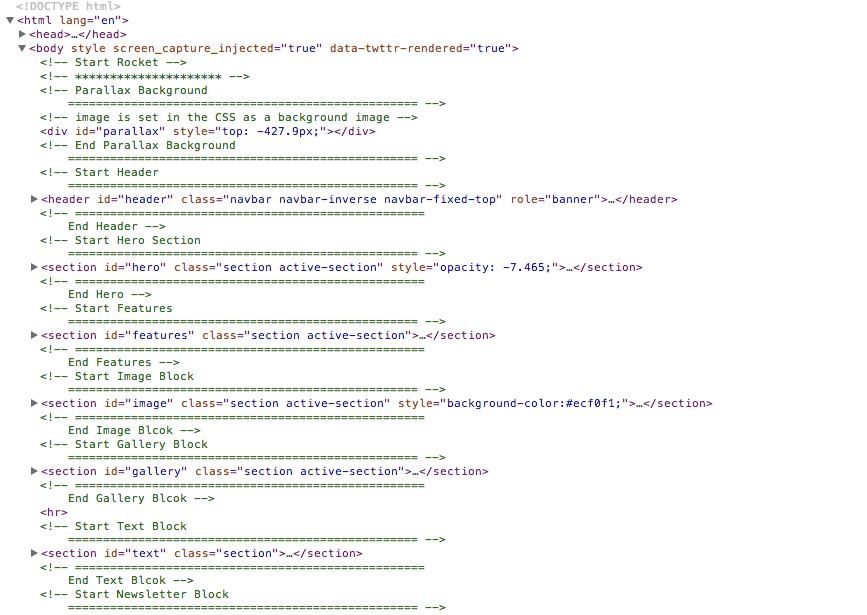 <!DOCTYPE html>
▼<html lang="en">
▶<head>…</head>
▼<body style screen_capture_injected="true" data-twttr-rendered="true">
<!-- Start Rocket -->
<!-- ********************* -->
<!-- Parallax Background
================================================== -->
<!-- image is set in the CSS as a background image -->
<div id="parallax" style="top: -427.9px;"></div>
<!-- End Parallax Background
================================================== -->
<!-- Start Header
================================================== -->
▶<header id="header" class="navbar navbar-inverse navbar-fixed-top" role="banner">…</header>
<!-- ==================================================
End Header -->
<!-- Start Hero Section
================================================== -->
▶<section id="hero" class="section active-section" style="opacity: -7.465;">…</section>
<!-- ==================================================
End Hero -->
<!-- Start Features
================================================== -->
▶<section id="features" class="section active-section">…</section>
<!-- ==================================================
End Features -->
<!-- Start Image Block
================================================== -->
▶<section id="image" class="section active-section" style="background-color:#ecf0f1;">…</section>
<!-- ==================================================
End Image Blcok -->
<!-- Start Gallery Block
================================================== -->
▶<section id="gallery" class="section active-section">…</section>
<!-- ==================================================
End Gallery Blcok -->
<hr>
<!-- Start Text Block
================================================== -->
▶<section id="text" class="section">…</section>
<!-- ==================================================
End Text Blcok -->
<!-- Start Newsletter Block
================================================== -->